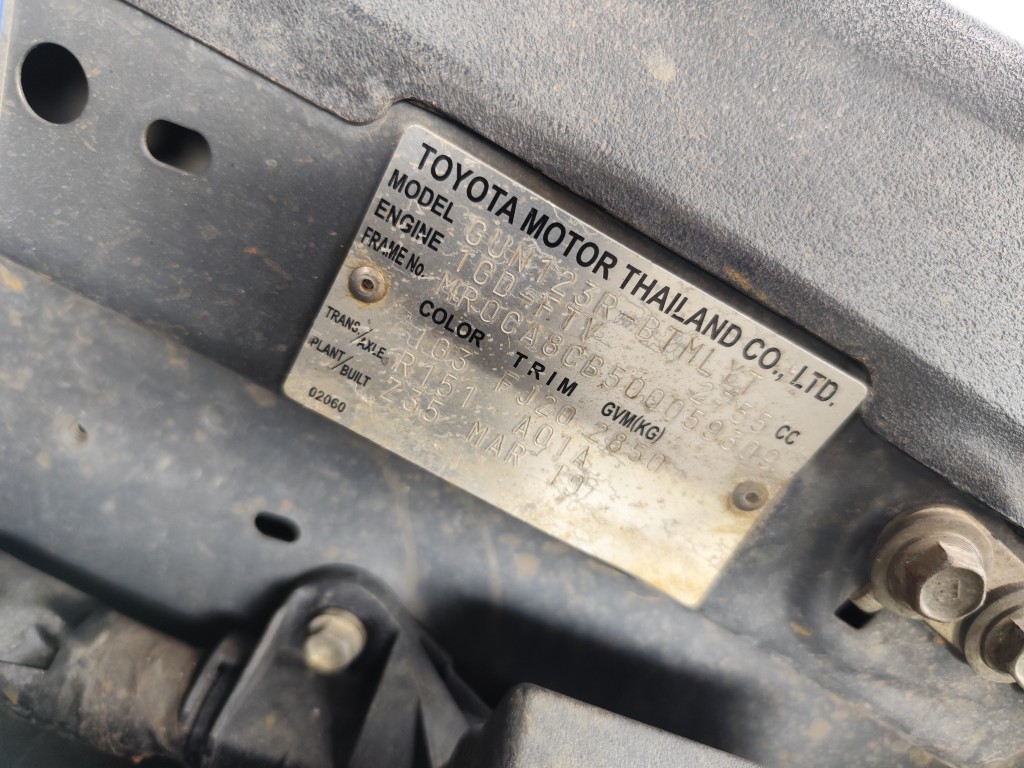 TOYOTA MOTOR THAILAND CO., LTD.
MODEL GUN123R-BTMLYT
ENGINE 1GD-FTV 2755 CC
FRAME No. MR0CA8CB500059309
COLOR TRIM GVM(KG)
1G3 FJ20 2850
TRANS./AXLE R151 A01A
PLANT/BUILT Z35 MAR
02060